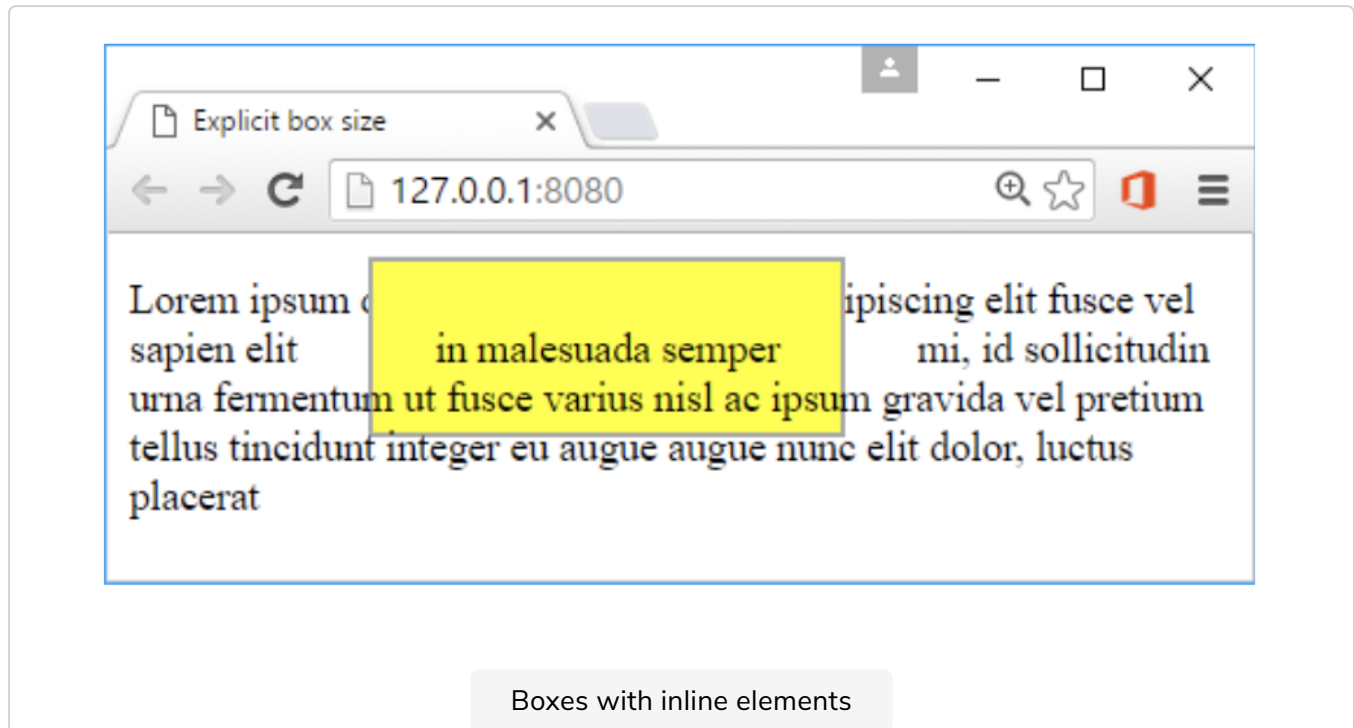 Explicit box size
127.0.0.1:8080
Lorem ipsum ipiscing elit fusce vel
sapien elit in malesuada semper mi, id sollicitudin
urna fermentum ut fusce varius nisl ac ipsum gravida vel pretium
tellus tincidunt integer eu augue augue nunc elit dolor, luctus
placerat
Boxes with inline elements